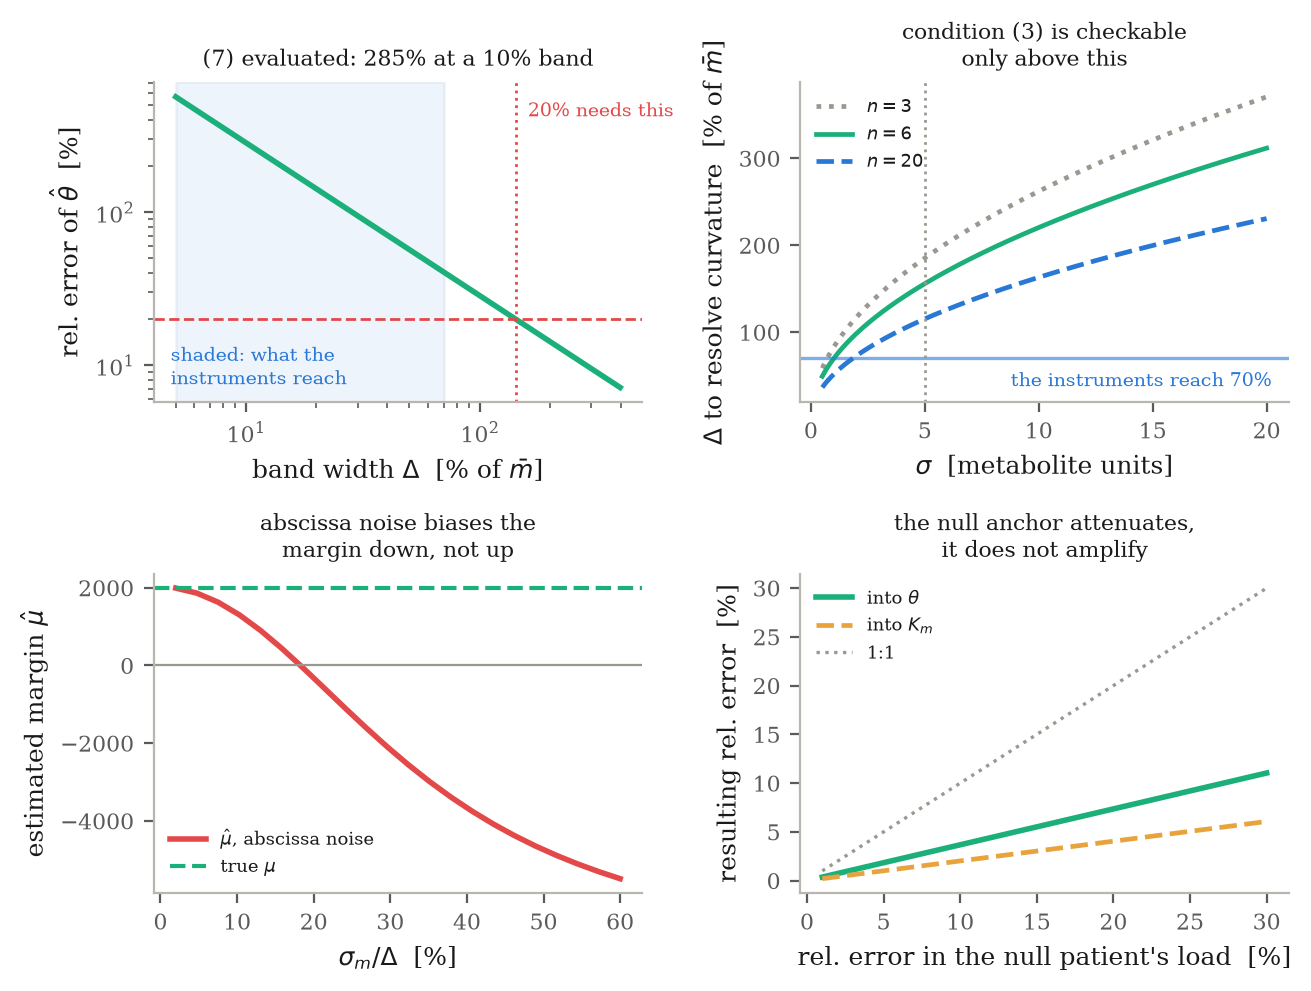 (7) evaluated: 285% at a 10% band
rel. error of θ̂ [%]
10²
10¹
20% needs this
shaded: what the
instruments reach
10¹
10²
band width Δ [% of m̄]
condition (3) is checkable
only above this
Δ to resolve curvature [% of m̄]
300
200
100
n = 3
n = 6
n = 20
the instruments reach 70%
0
5
10
15
20
σ [metabolite units]
abscissa noise biases the
margin down, not up
estimated margin μ̂
2000
0
−2000
−4000
μ̂, abscissa noise
true μ
0
10
20
30
40
50
60
σₘ/Δ [%]
the null anchor attenuates,
it does not amplify
resulting rel. error [%]
30
25
20
15
10
5
0
into θ
into Kₘ
1:1
0
5
10
15
20
25
30
rel. error in the null patient's load [%]